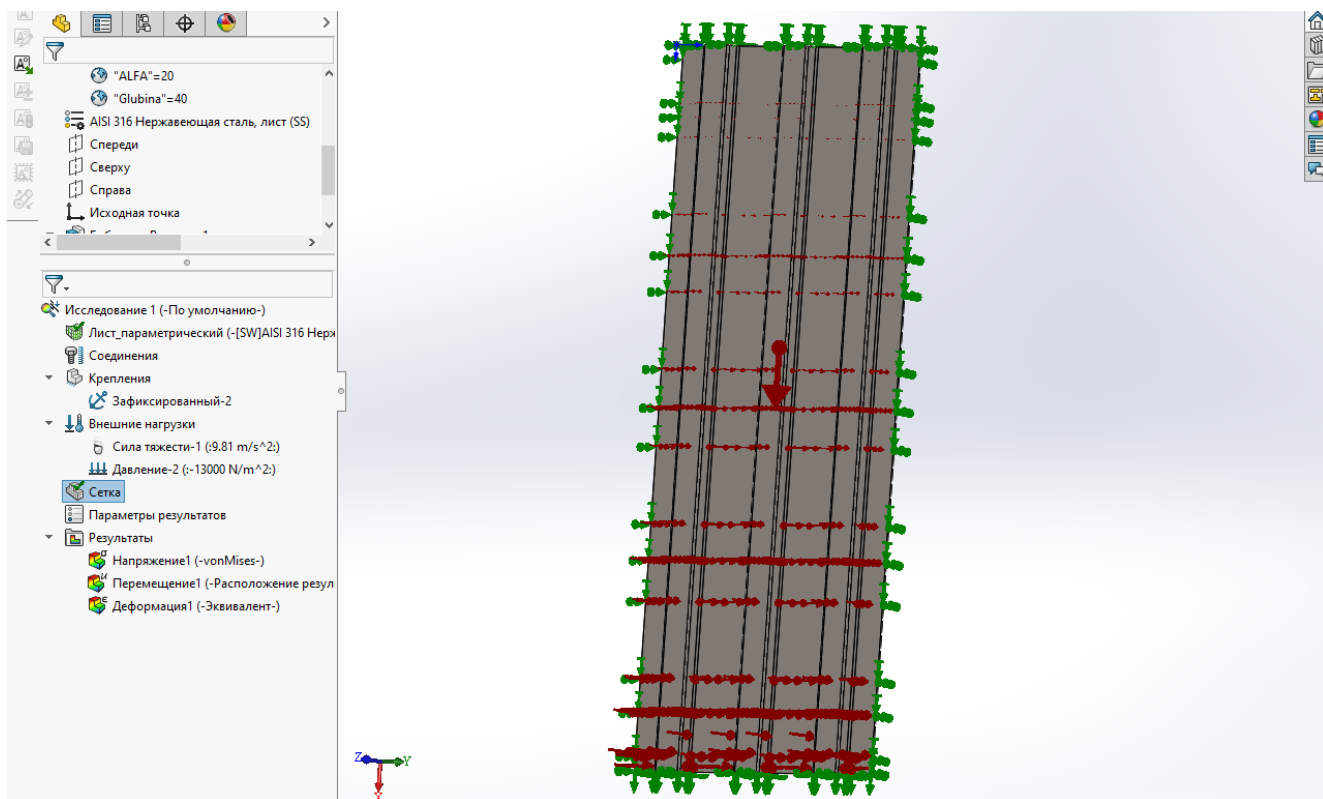 "ALFA"=20
"Glubina"=40
AISI 316 Нержавеющая сталь, лист (SS)
Спереди
Сверху
Справа
Исходная точка
Исследование 1 (-По умолчанию-)
Лист_параметрический (-[SW]AISI 316 Нерж
Соединения
Крепления
Зафиксированный-2
Внешние нагрузки
Сила тяжести-1 (:9.81 m/s^2:)
Давление-2 (:-13000 N/m^2:)
Сетка
Параметры результатов
Результаты
Напряжение1 (-vonMises-)
Перемещение1 (-Расположение резул
Деформация1 (-Эквивалент-)
Z
Y
X